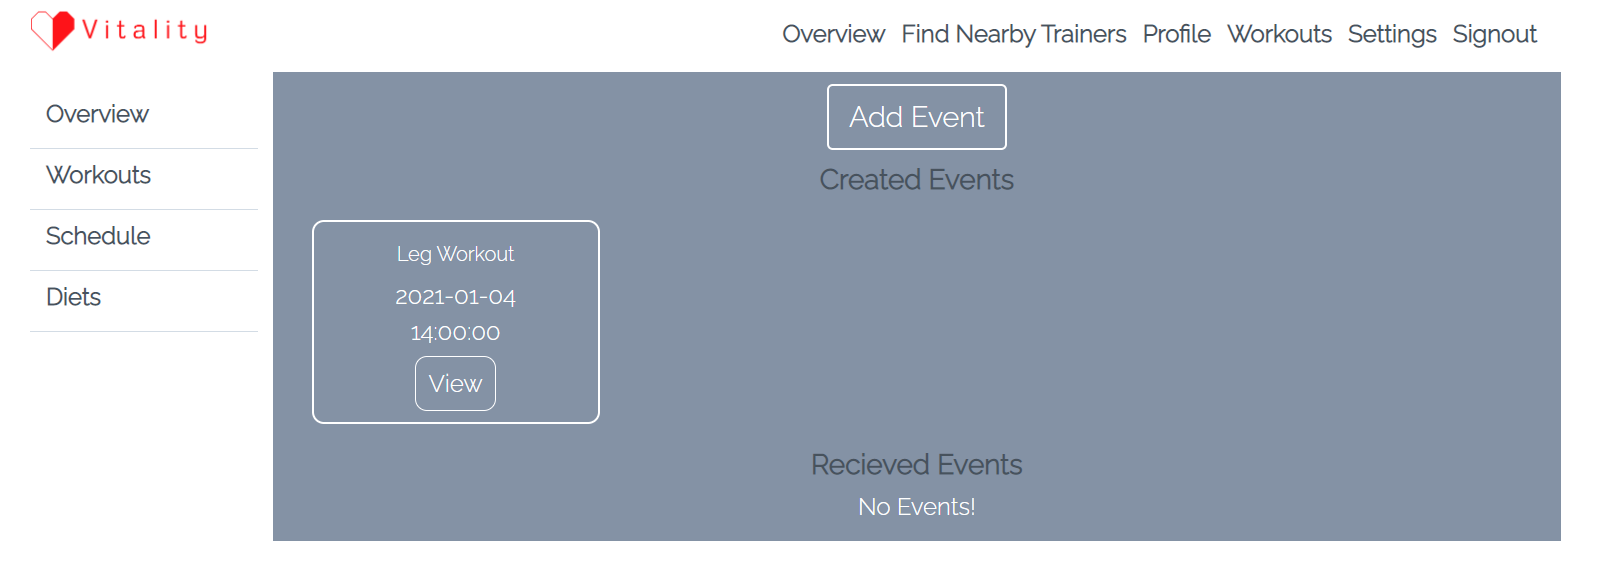 Vitality
Overview Find Nearby Trainers Profile Workouts Settings Signout
Overview
Workouts
Schedule
Diets
Add Event
Created Events
Leg Workout
2021-01-04
14:00:00
View
Recieved Events
No Events!